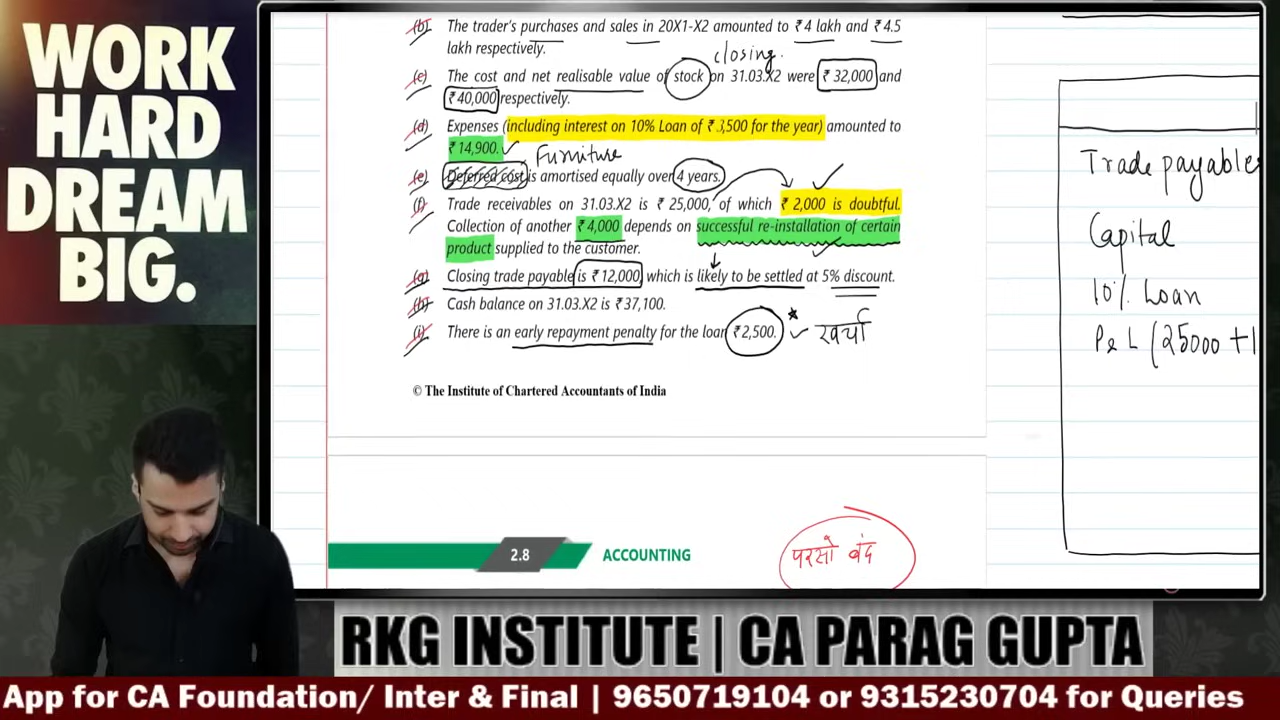 WORK
HARD
DREAM
BIG.
(b) The trader's purchases and sales in 20X1-X2 amounted to ₹ 4 lakh and ₹ 4.5
lakh respectively.
closing.
(c) The cost and net realisable value of stock on 31.03.X2 were ₹ 32,000 and
₹ 40,000 respectively.
(d) Expenses (including interest on 10% Loan of ₹ 3,500 for the year) amounted to
₹ 14,900.
Furniture
(e) Deferred cost is amortised equally over 4 years.
(f) Trade receivables on 31.03.X2 is ₹ 25,000, of which ₹ 2,000 is doubtful.
Collection of another ₹ 4,000 depends on successful re-installation of certain
product supplied to the customer.
(g) Closing trade payable is ₹ 12,000, which is likely to be settled at 5% discount.
(h) Cash balance on 31.03.X2 is ₹ 37,100.
(i) There is an early repayment penalty for the loan ₹ 2,500. खर्चा
© The Institute of Chartered Accountants of India
2.8 ACCOUNTING
परसो बंद
Trade payables
Capital
10% Loan
P & L (25000 + 1
RKG INSTITUTE | CA PARAG GUPTA
App for CA Foundation/ Inter & Final | 9650719104 or 9315230704 for Queries